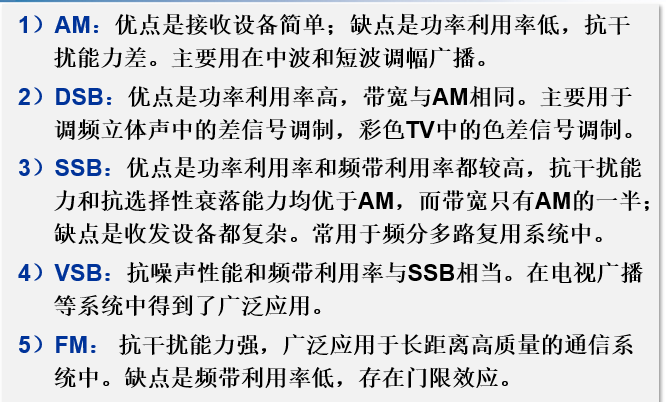 1）AM：优点是接收设备简单；缺点是功率利用率低，抗干
扰能力差。主要用在中波和短波调幅广播。
2）DSB：优点是功率利用率高，带宽与AM相同。主要用于
调频立体声中的差信号调制，彩色TV中的色差信号调制。
3）SSB：优点是功率利用率和频带利用率都较高，抗干扰能
力和抗选择性衰落能力均优于AM，而带宽只有AM的一半；
缺点是收发设备都复杂。常用于频分多路复用系统中。
4）VSB：抗噪声性能和频带利用率与SSB相当。在电视广播
等系统中得到了广泛应用。
5）FM： 抗干扰能力强，广泛应用于长距离高质量的通信系
统中。缺点是频带利用率低，存在门限效应。